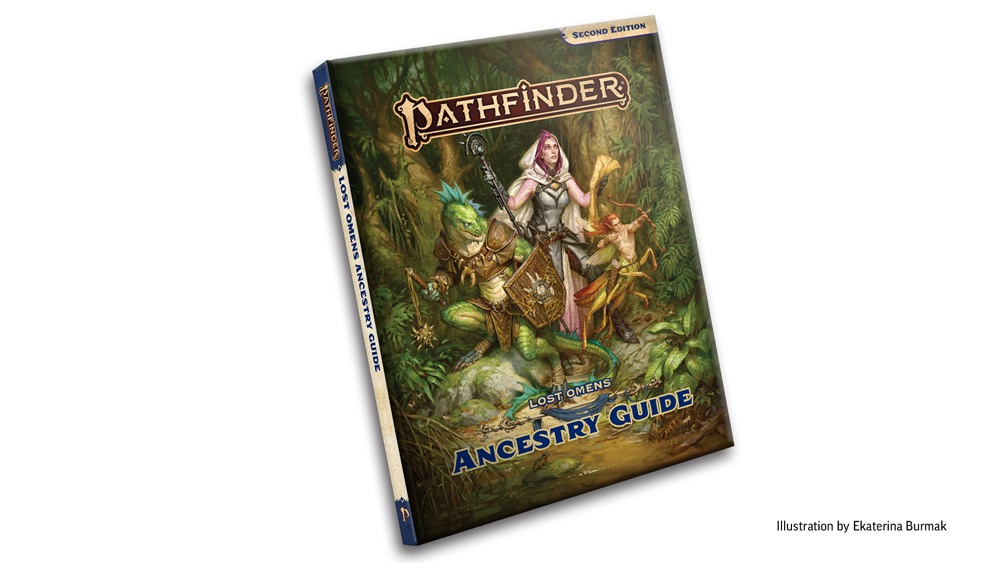 SECOND EDITION
PATHFINDER
PATHFINDER
LOST OMENS ANCESTRY GUIDE
LOST OMENS
ANCESTRY GUIDE
P
Illustration by Ekaterina Burmak